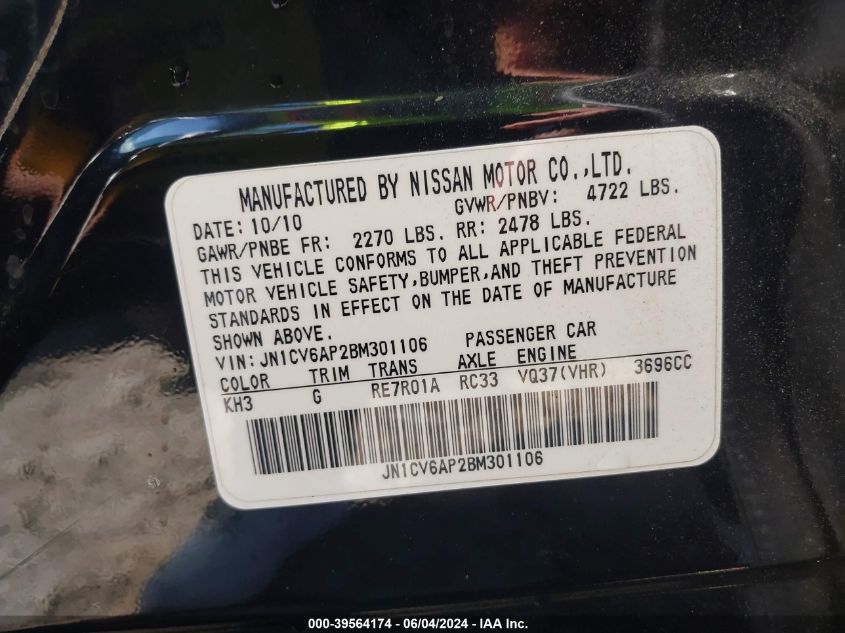 MANUFACTURED BY NISSAN MOTOR CO.,LTD.
DATE: 10/10 GVWR/PNBV: 4722 LBS.
GAWR/PNBE FR: 2270 LBS. RR: 2478 LBS.
THIS VEHICLE CONFORMS TO ALL APPLICABLE FEDERAL
MOTOR VEHICLE SAFETY,BUMPER,AND THEFT PREVENTION
STANDARDS IN EFFECT ON THE DATE OF MANUFACTURE
SHOWN ABOVE.
VIN: JN1CV6AP2BM301106 PASSENGER CAR
COLOR TRIM TRANS AXLE ENGINE
KH3 G RE7R01A RC33 VQ37(VHR) 3696CC
JN1CV6AP2BM301106
000-39564174 - 06/04/2024 - IAA Inc.